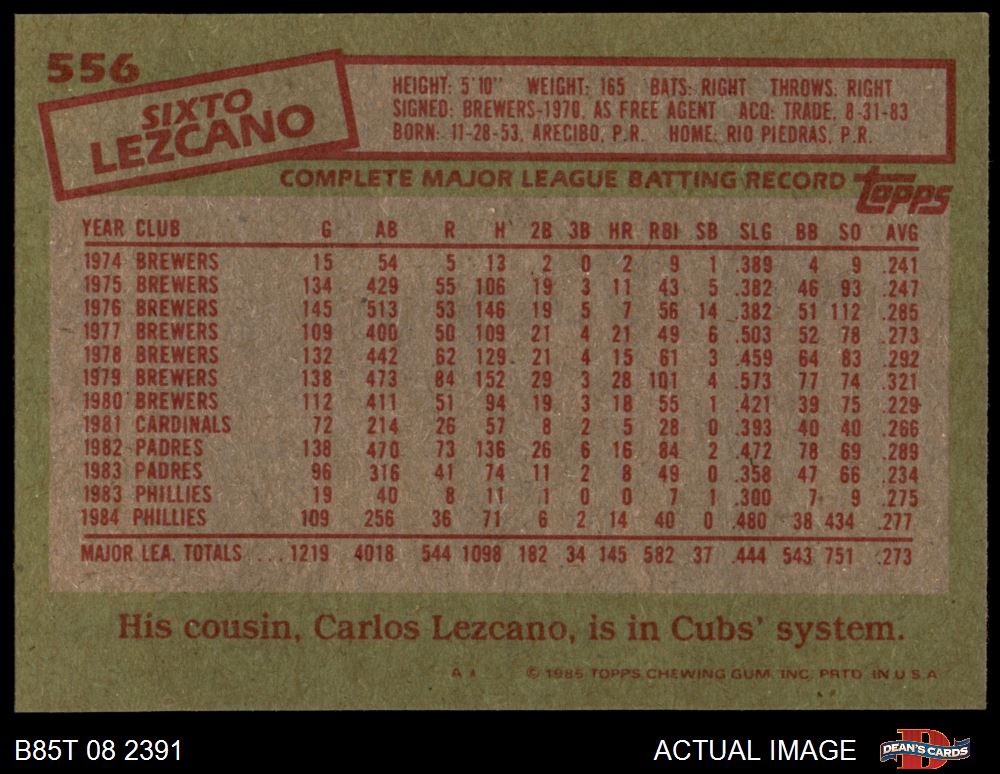 556
SIXTO
LEZCANO
HEIGHT: 5'10" WEIGHT: 165 BATS: RIGHT THROWS: RIGHT
SIGNED: BREWERS-1970, AS FREE AGENT ACQ: TRADE, 8-31-83
BORN: 11-28-53, ARECIBO, P.R. HOME: RIO PIEDRAS, P.R.
COMPLETE MAJOR LEAGUE BATTING RECORD topps
YEAR CLUB G AB R H 2B 3B HR RBI SB SLG BB SO AVG
1974 BREWERS 15 54 5 13 2 0 2 9 1 .389 4 9 .241
1975 BREWERS 134 429 55 106 19 3 11 43 5 .382 46 93 .247
1976 BREWERS 145 513 53 146 19 5 7 56 14 .382 51 112 .285
1977 BREWERS 109 400 50 109 21 4 21 49 6 .503 52 78 .273
1978 BREWERS 132 442 62 129 21 4 15 61 3 .459 64 83 .292
1979 BREWERS 138 473 84 152 29 3 28 101 4 .573 77 74 .321
1980 BREWERS 112 411 51 94 19 3 18 55 1 .421 39 75 .229
1981 CARDINALS 72 214 26 57 8 2 5 28 0 .393 40 40 .266
1982 PADRES 138 470 73 136 26 6 16 84 2 .472 78 69 .289
1983 PADRES 96 316 41 74 11 2 8 49 0 .358 47 66 .234
1983 PHILLIES 19 40 8 11 1 0 0 7 1 .300 7 9 .275
1984 PHILLIES 109 256 36 71 6 2 14 40 0 .480 38 434 .277
MAJOR LEA. TOTALS ... 1219 4018 544 1098 182 34 145 582 37 .444 543 751 .273
His cousin, Carlos Lezcano, is in Cubs' system.
A * © 1985 TOPPS CHEWING GUM, INC. PRTD. IN U.S.A.
B85T 08 2391 ACTUAL IMAGE DEAN'S CARDS